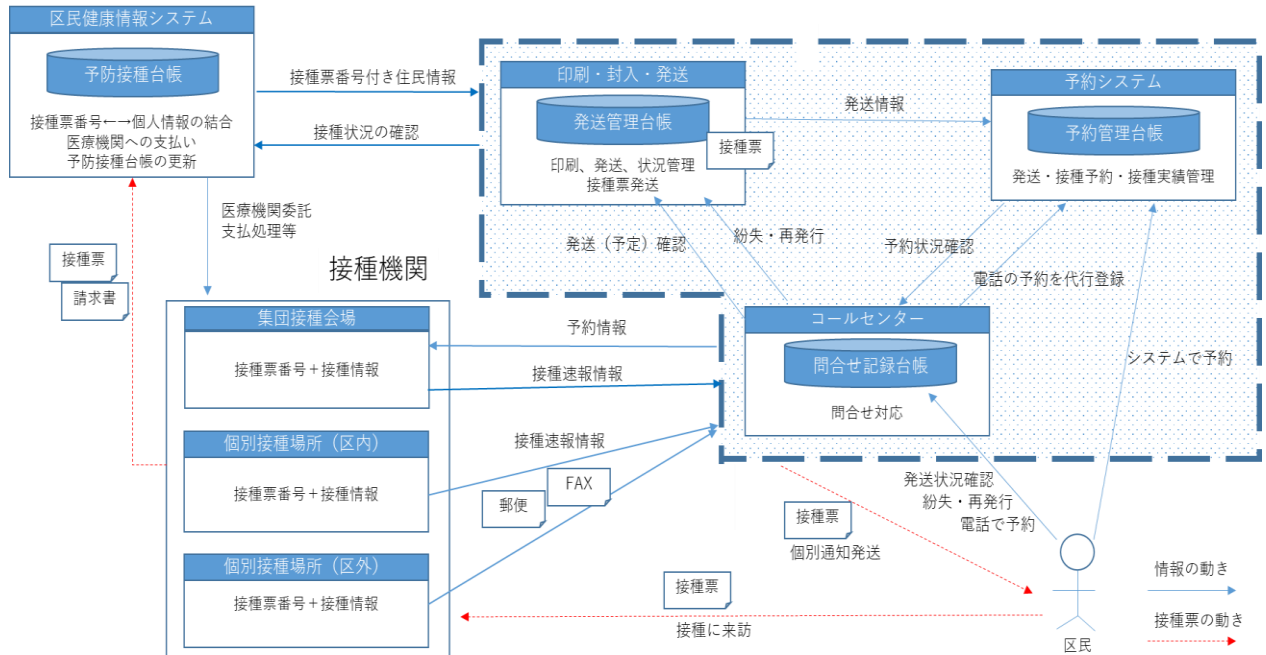 区民健康情報システム
予防接種台帳
接種票番号←→個人情報の結合
医療機関への支払い
予防接種台帳の更新
接種票番号付き住民情報
接種状況の確認
印刷・封入・発送
発送管理台帳
接種票
印刷、発送、状況管理
接種票発送
発送情報
予約システム
予約管理台帳
発送・接種予約・接種実績管理
医療機関委託
支払処理等
接種票
請求書
接種機関
発送（予定）確認
紛失・再発行
予約状況確認
電話の予約を代行登録
集団接種会場
接種票番号＋接種情報
予約情報
接種速報情報
コールセンター
問合せ記録台帳
問合せ対応
システムで予約
個別接種場所（区内）
接種票番号＋接種情報
接種速報情報
郵便
FAX
発送状況確認
紛失・再発行
電話で予約
接種票
個別通知発送
個別接種場所（区外）
接種票番号＋接種情報
接種票
接種に来訪
区民
情報の動き
接種票の動き